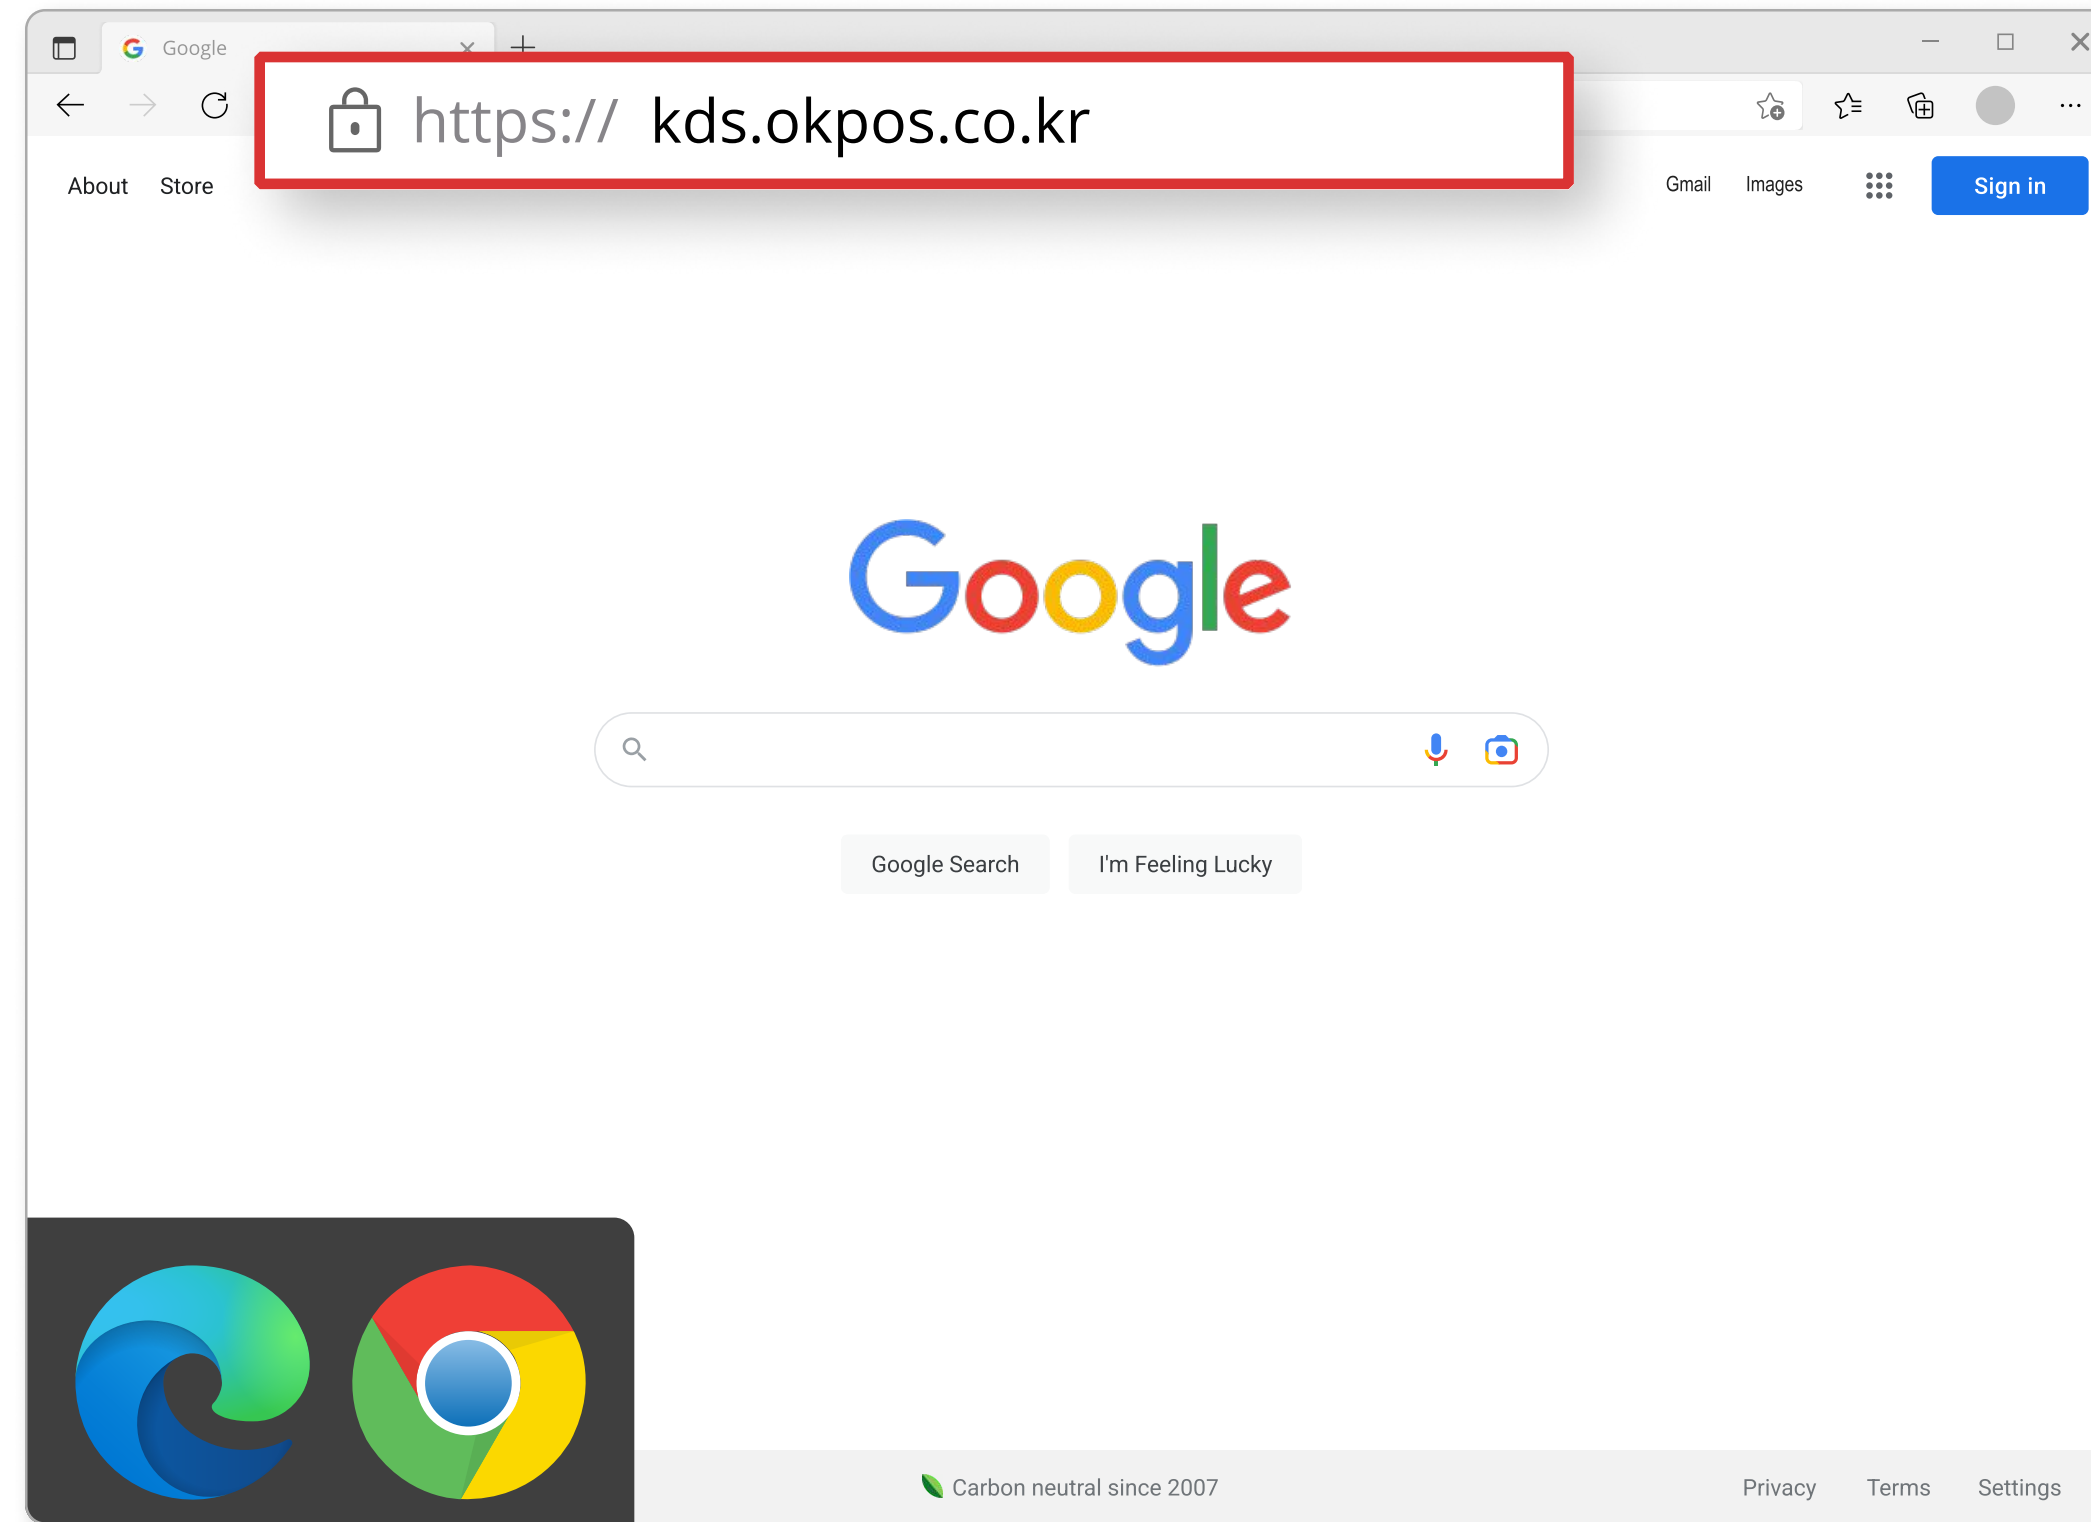 Google
https:// kds.okpos.co.kr
About Store Gmail Images Sign in
Google
Google Search I'm Feeling Lucky
Carbon neutral since 2007 Privacy Terms Settings